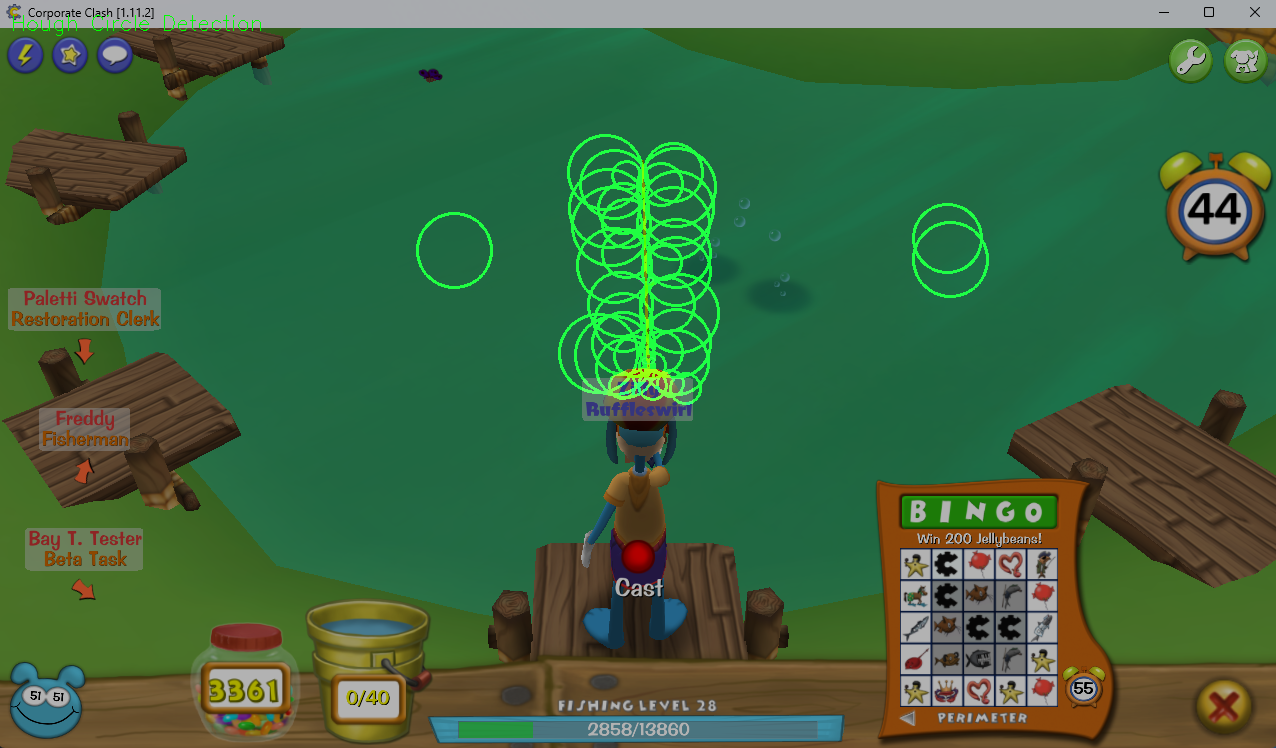 Corporate Clash [1.11.2]
Hough Circle Detection
44
Paletti Swatch
Restoration Clerk
Freddy
Fisherman
Ruffleswirl
Bay T. Tester
Beta Task
Cast
BINGO
Win 200 Jellybeans!
51 51
3361
0/40
FISHING LEVEL 28
2858/13860
55
PERIMETER